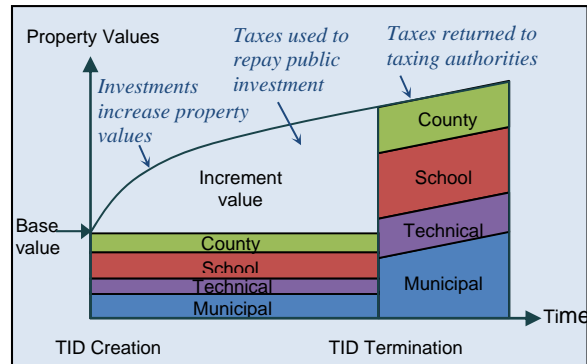 Property Values
Taxes used to
repay public
investment
Taxes returned to
taxing authorities
Investments
increase property
values
County
School
Technical
Municipal
Increment
value
Base
value
County
School
Technical
Municipal
Time
TID Creation
TID Termination